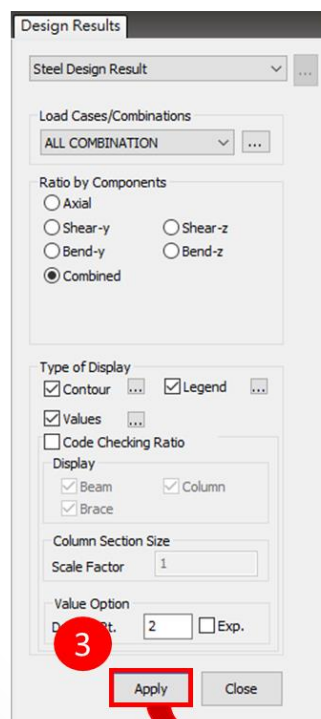 Design Results
Steel Design Result
...
Load Cases/Combinations
ALL COMBINATION
...
Ratio by Components
Axial
Shear-y Shear-z
Bend-y Bend-z
Combined
Type of Display
Contour ... Legend ...
Values ...
Code Checking Ratio
Display
Beam Column
Brace
Column Section Size
Scale Factor 1
Value Option
2 Exp.
3
Apply Close